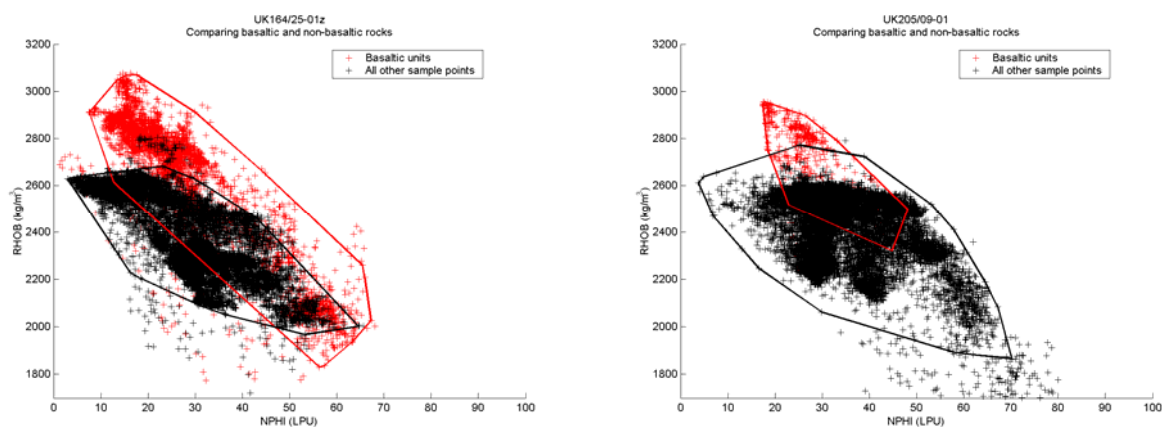 UK164/25-01z
Comparing basaltic and non-basaltic rocks
3200
3000
2800
2600
2400
2200
2000
1800
RHOB (kg/m³)
+ Basaltic units
+ All other sample points
0 10 20 30 40 50 60 70 80 90 100
NPHI (LPU)
UK205/09-01
Comparing basaltic and non-basaltic rocks
3200
3000
2800
2600
2400
2200
2000
1800
RHOB (kg/m³)
+ Basaltic units
+ All other sample points
0 10 20 30 40 50 60 70 80 90 100
NPHI (LPU)